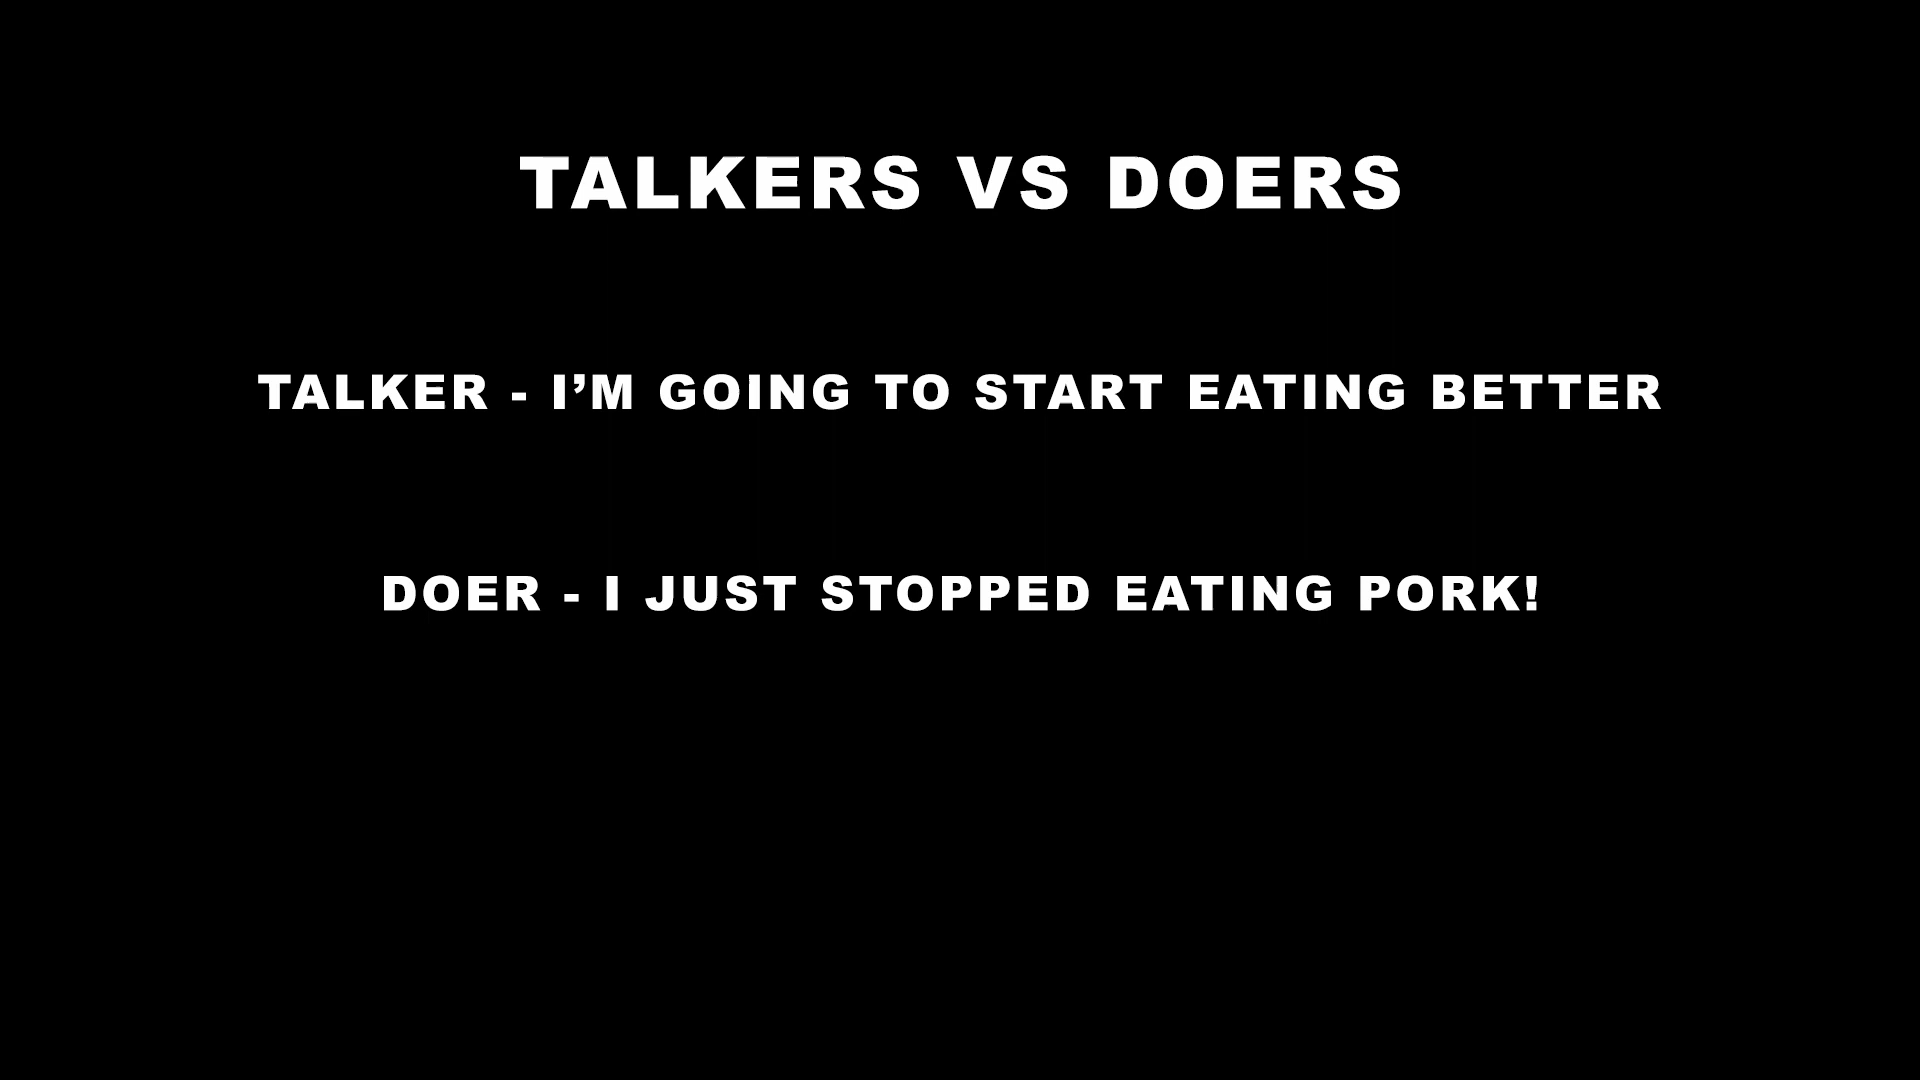 TALKERS VS DOERS
TALKER - I’M GOING TO START EATING BETTER
DOER - I JUST STOPPED EATING PORK!